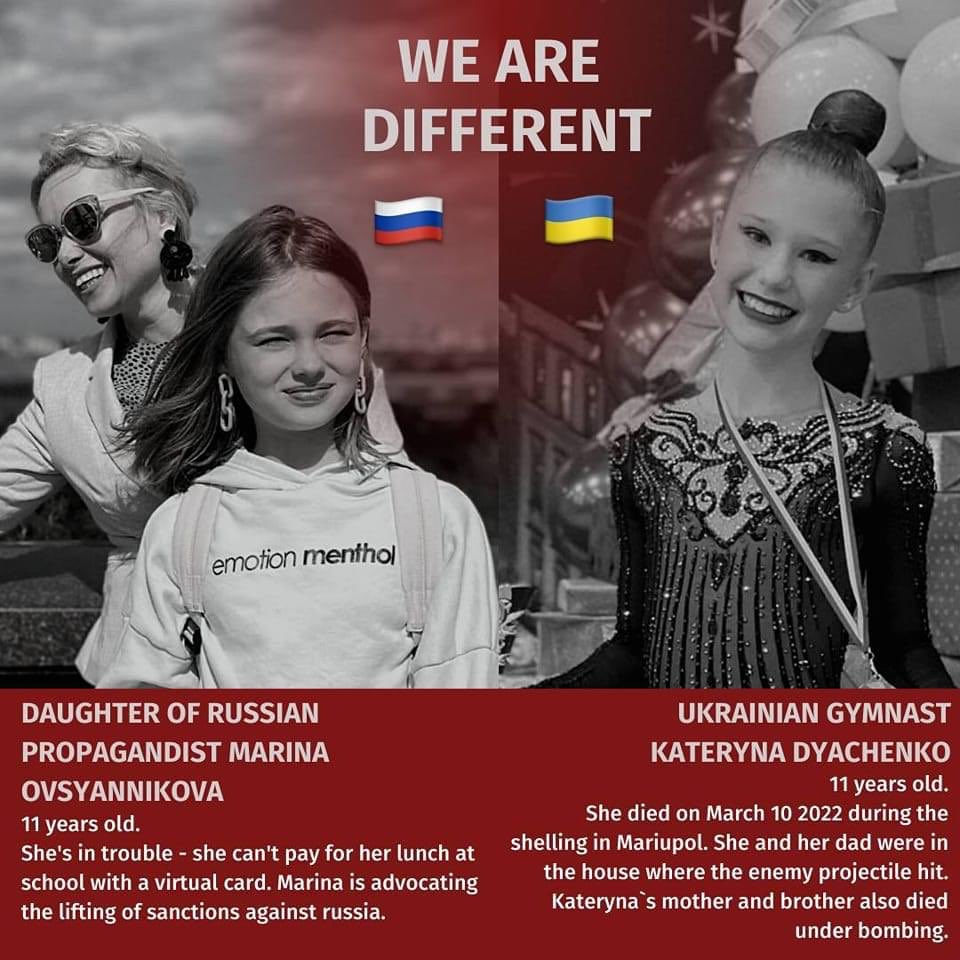 WE ARE
DIFFERENT
emotion menthol
DAUGHTER OF RUSSIAN
PROPAGANDIST MARINA
OVSYANNIKOVA
11 years old.
She's in trouble - she can't pay for her lunch at
school with a virtual card. Marina is advocating
the lifting of sanctions against russia.
UKRAINIAN GYMNAST
KATERYNA DYACHENKO
11 years old.
She died on March 10 2022 during the
shelling in Mariupol. She and her dad were in
the house where the enemy projectile hit.
Kateryna`s mother and brother also died
under bombing.